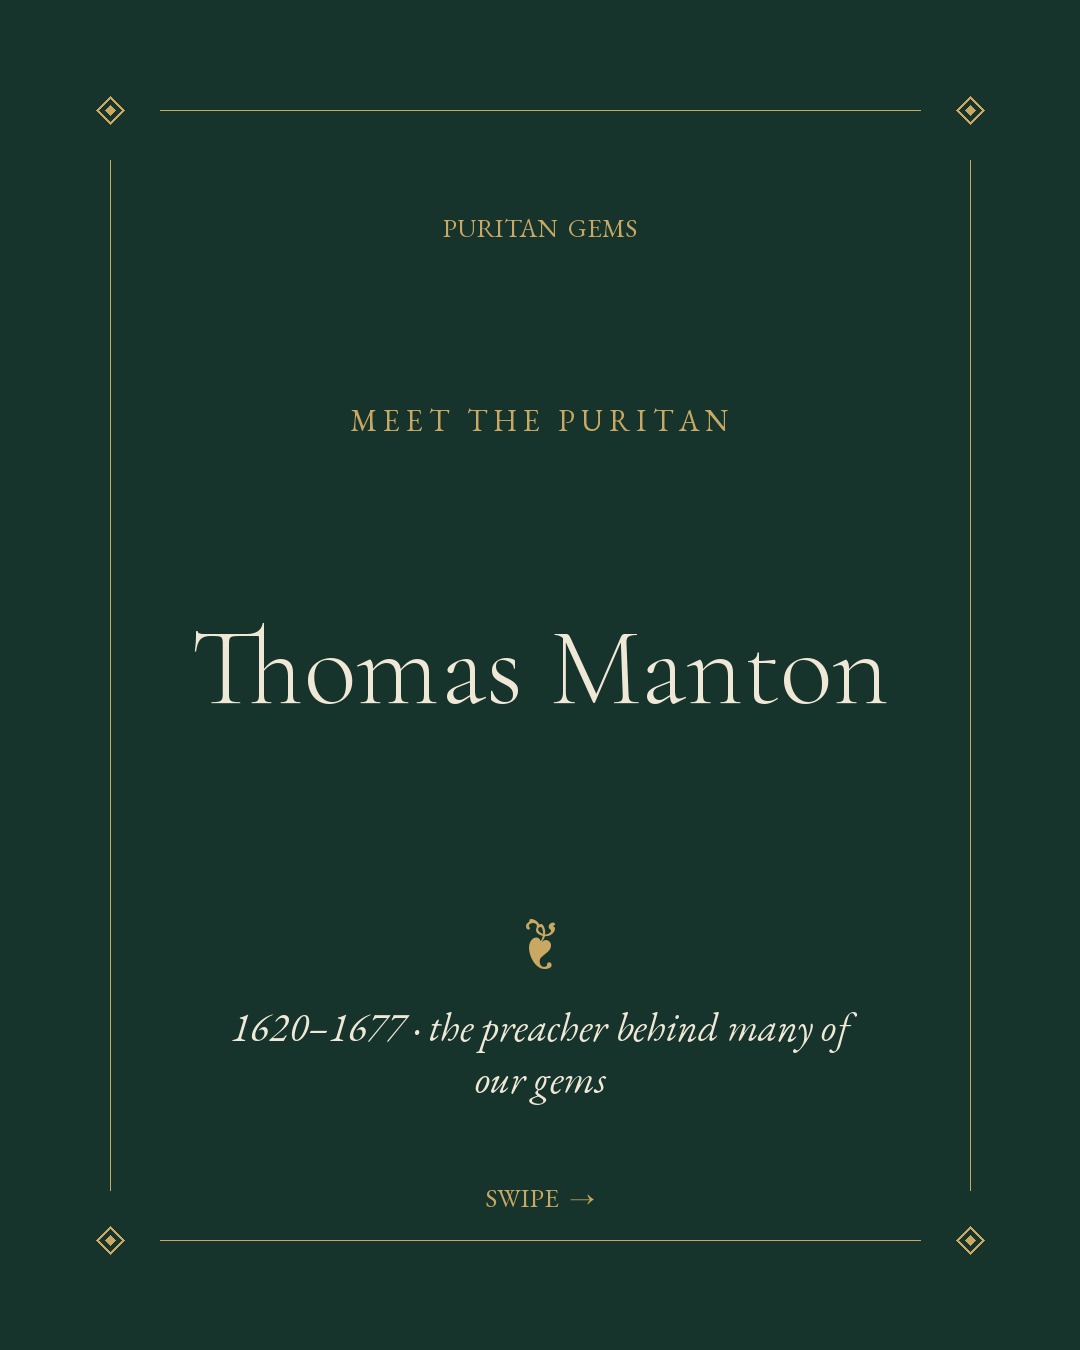 PURITAN GEMS
MEET THE PURITAN
Thomas Manton
1620–1677 · the preacher behind many of
our gems
SWIPE →